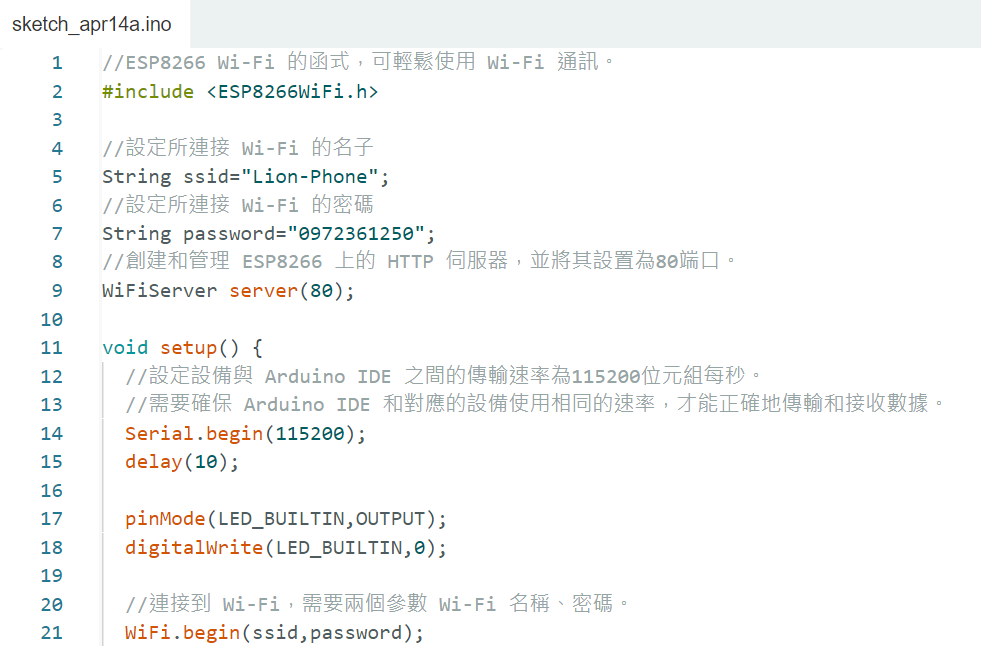 sketch_apr14a.ino
1 //ESP8266 Wi-Fi 的函式，可輕鬆使用 Wi-Fi 通訊。
2 #include <ESP8266WiFi.h>
3
4 //設定所連接 Wi-Fi 的名子
5 String ssid="Lion-Phone";
6 //設定所連接 Wi-Fi 的密碼
7 String password="0972361250";
8 //創建和管理 ESP8266 上的 HTTP 伺服器，並將其設置為80端口。
9 WiFiServer server(80);
10
11 void setup() {
12 //設定設備與 Arduino IDE 之間的傳輸速率為115200位元組每秒。
13 //需要確保 Arduino IDE 和對應的設備使用相同的速率，才能正確地傳輸和接收數據。
14 Serial.begin(115200);
15 delay(10);
16
17 pinMode(LED_BUILTIN,OUTPUT);
18 digitalWrite(LED_BUILTIN,0);
19
20 //連接到 Wi-Fi，需要兩個參數 Wi-Fi 名稱、密碼。
21 WiFi.begin(ssid,password);